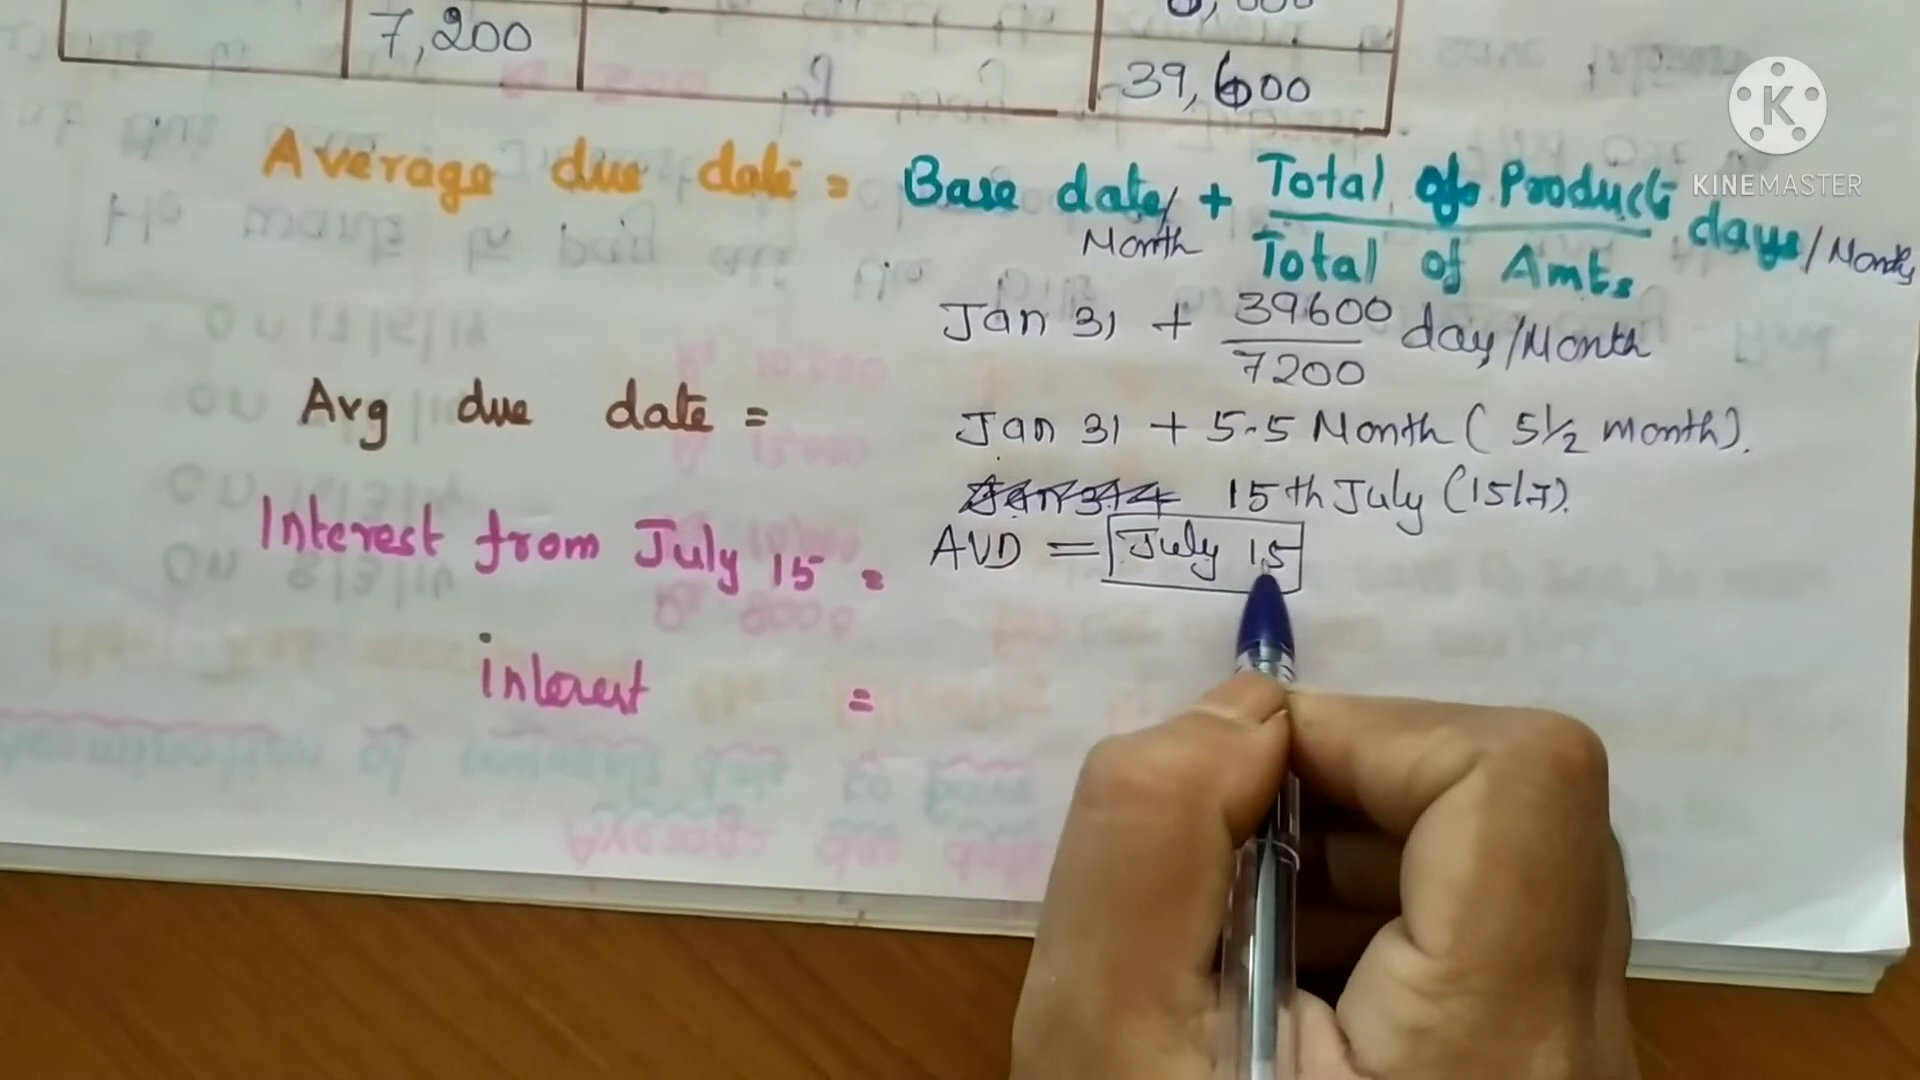 7,200
39,600
KINEMASTER
Average due date = Base date/Month + Total of Product days/Months
Total of Amts
Jan 31 + 39600 day/Month
7200
Avg due date = Jan 31 + 5.5 Month (5 1/2 month).
15th July (15/7).
Interest from July 15 = AVD = July 15
interest =